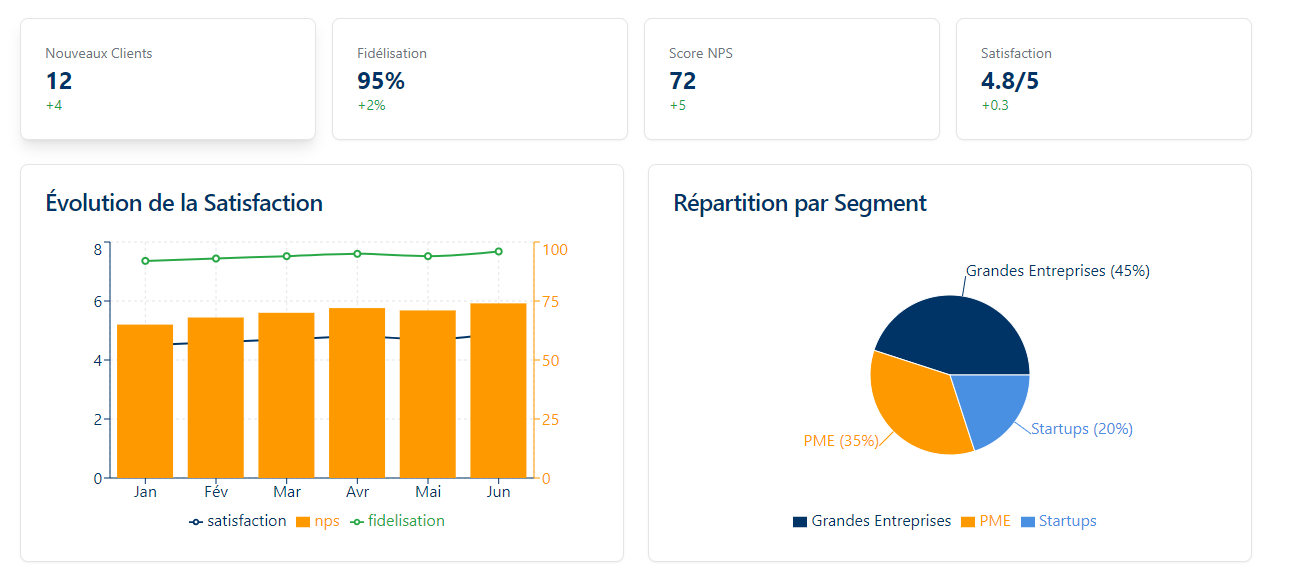 Nouveaux Clients
12
+4
Fidélisation
95%
+2%
Score NPS
72
+5
Satisfaction
4.8/5
+0.3
Évolution de la Satisfaction
8
6
4
2
0
100
75
50
25
0
Jan Fév Mar Avr Mai Jun
satisfaction nps fidelisation
Répartition par Segment
Grandes Entreprises (45%)
PME (35%)
Startups (20%)
Grandes Entreprises PME Startups